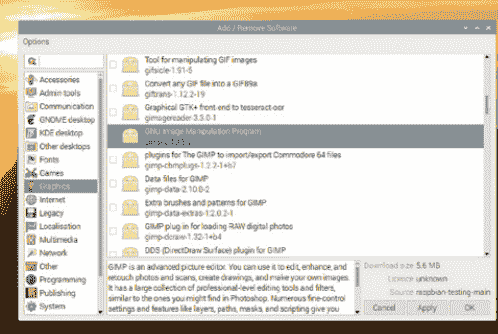 Add / Remove Software
Options
Accessories
Admin tools
Communication
GNOME desktop
KDE desktop
Other desktops
Fonts
Games
Graphics
Internet
Legacy
Localisation
Multimedia
Network
Other
Programming
Publishing
System
Tool for manipulating GIF images
gifsicle-1.91-5
Convert any GIF file into a GIF89a
giftrans-1.12.2-19
Graphical GTK+ front-end to tesseract-ocr
gimagereader-3.3.0-1
GNU Image Manipulation Program
plugins for The GIMP to import/export Commodore 64 files
gimp-cbmplugs-1.2.2-1+b7
Data files for GIMP
gimp-data-2.10.8-2
Extra brushes and patterns for GIMP
gimp-data-extras-1:2.0.2-1
GIMP plug-in for loading RAW digital photos
gimp-dcraw-1.32-1+b4
DDS (DirectDraw Surface) plugin for GIMP
GIMP is an advanced picture editor. You can use it to edit, enhance, and
retouch photos and scans, create drawings, and make your own images.
It has a large collection of professional-level editing tools and filters,
similar to the ones you might find in Photoshop. Numerous fine-control
settings and features like layers, paths, masks, and scripting give you
Download size 5.6 MB
Licence unknown
Source raspbian-testing-main
Cancel
Apply
OK